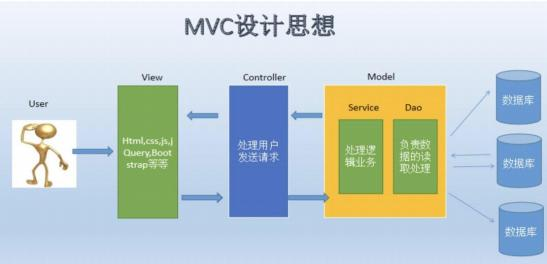 MVC设计思想
User
View
Html,css,js,j
Query,Boot
strap等等
Controller
处理用户
发送请求
Model
Service
处理逻
辑业务
Dao
负责数
据的读
取处理
数据库
数据库
数据库